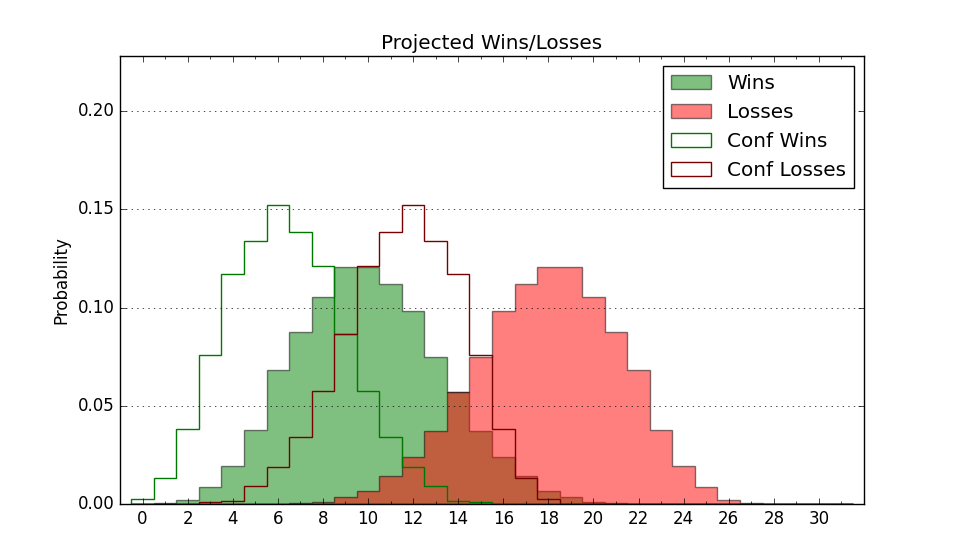 Projected Wins/Losses
Wins
Losses
Conf Wins
Conf Losses
Probability
0.20
0.15
0.10
0.05
0.00
0 2 4 6 8 10 12 14 16 18 20 22 24 26 28 30